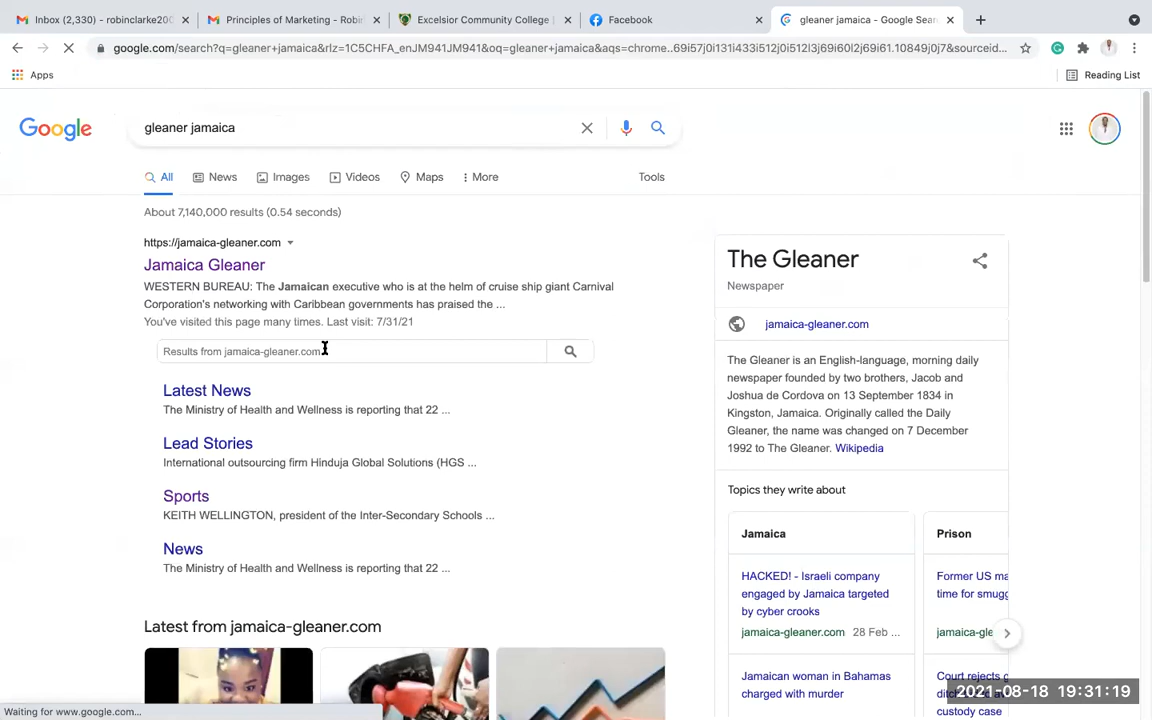 Inbox (2,330) - robinclarke200
Principles of Marketing - Robi
Excelsior Community College |
Facebook
gleaner jamaica - Google Sear
google.com/search?q=gleaner+jamaica&rlz=1C5CHFA_enJM941JM941&oq=gleaner+jamaica&aqs=chrome..69i57j0i131i433i512j0i512l3j69i60l2j69i61.10849j0j7&sourceid...
Apps
Reading List
Google
gleaner jamaica
All
News
Images
Videos
Maps
More
Tools
About 7,140,000 results (0.54 seconds)
https://jamaica-gleaner.com
Jamaica Gleaner
WESTERN BUREAU: The Jamaican executive who is at the helm of cruise ship giant Carnival
Corporation's networking with Caribbean governments has praised the ...
You've visited this page many times. Last visit: 7/31/21
Results from jamaica-gleaner.com
Latest News
The Ministry of Health and Wellness is reporting that 22 ...
Lead Stories
International outsourcing firm Hinduja Global Solutions (HGS ...
Sports
KEITH WELLINGTON, president of the Inter-Secondary Schools ...
News
The Ministry of Health and Wellness is reporting that 22 ...
Latest from jamaica-gleaner.com
The Gleaner
Newspaper
jamaica-gleaner.com
The Gleaner is an English-language, morning daily
newspaper founded by two brothers, Jacob and
Joshua de Cordova on 13 September 1834 in
Kingston, Jamaica. Originally called the Daily
Gleaner, the name was changed on 7 December
1992 to The Gleaner. Wikipedia
Topics they write about
Jamaica
HACKED! - Israeli company
engaged by Jamaica targeted
by cyber crooks
jamaica-gleaner.com 28 Feb ...
Jamaican woman in Bahamas
charged with murder
Prison
Former US ma
time for smugg
jamaica-gle
Court rejects
ditch
custody case
2021-08-18 19:31:19
Waiting for www.google.com...